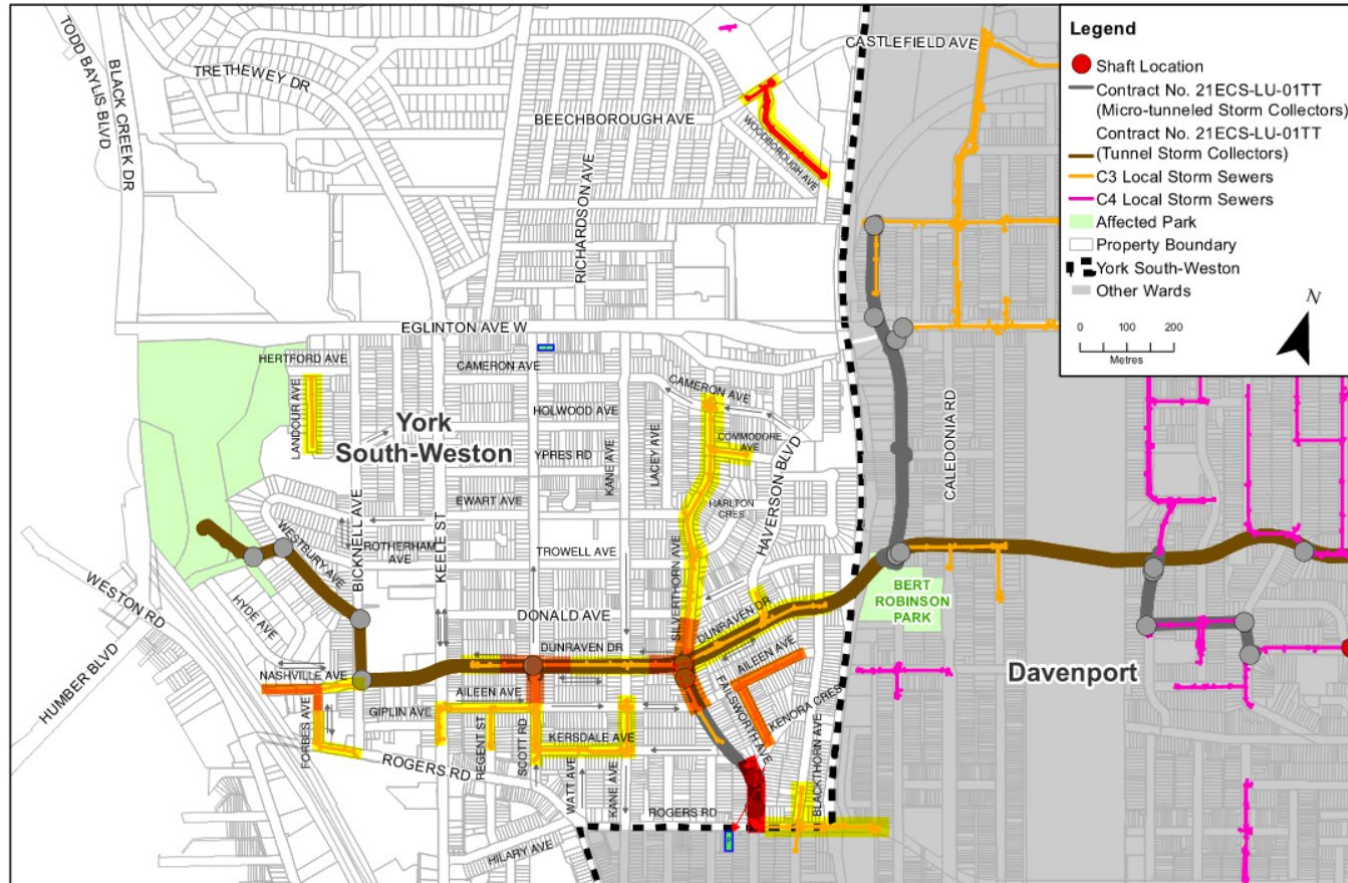 TODD BAYLIS BLVD
BLACK CREEK DR
TRETHEWEY DR
BEECHBOROUGH AVE
WOODBOROUGH AVE
CASTLEFIELD AVE
RICHARDSON AVE
Legend
Shaft Location
Contract No. 21ECS-LU-01TT
(Micro-tunneled Storm Collectors)
Contract No. 21ECS-LU-01TT
(Tunnel Storm Collectors)
C3 Local Storm Sewers
C4 Local Storm Sewers
Affected Park
Property Boundary
York South-Weston
Other Wards
N
0 100 200
Metres
EGLINTON AVE W
HERTFORD AVE
CAMERON AVE
CAMERON AVE
LANDOUR AVE
York
South-Weston
HOLWOOD AVE
YPRES RD
KANE AVE
LACEY AVE
COMMODORE
AVE
HAVERSON BLVD
CALEDONIA RD
EWART AVE
HARLTON
CRES
BICKNELL AVE
KEELE ST
WESTBURY AVE
ROTHERHAM
AVE
TROWELL AVE
SILVERTHORN AVE
WESTON RD
HYDE AVE
DONALD AVE
DUNRAVEN DR
DUNRAVEN DR
BERT
ROBINSON
PARK
HUMBER BLVD
NASHVILLE AVE
AILEEN AVE
AILEEN AVE
Davenport
FORBES AVE
GIPLIN AVE
FAILSWORTH AVE
KENORA CRES
REGENT ST
SCOTT RD
KERSDALE AVE
BLACKTHORN AVE
ROGERS RD
WATT AVE
KANE AVE
ROGERS RD
HILARY AVE